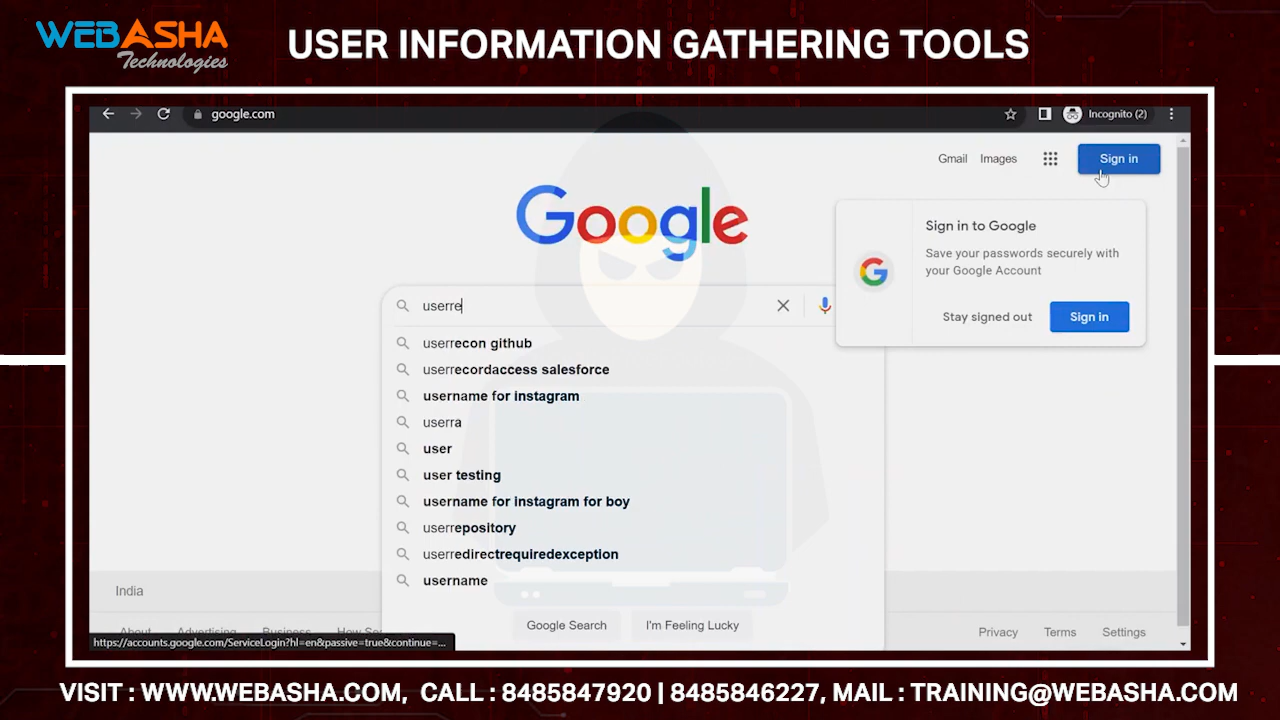 WEBASHA
Technologies
USER INFORMATION GATHERING TOOLS
google.com
Incognito (2)
Gmail Images
Sign in
Sign in to Google
Save your passwords securely with
your Google Account
Stay signed out
Sign in
userre
userrecon github
userrecordaccess salesforce
username for instagram
userra
user
user testing
username for instagram for boy
userrepository
userredirectrequiredexception
username
Google Search
I'm Feeling Lucky
India
About Advertising Business
Privacy Terms Settings
https://accounts.google.com/ServiceLogin?hl=en&passive=true&continue=...
VISIT : WWW.WEBASHA.COM, CALL : 8485847920 | 8485846227, MAIL : TRAINING@WEBASHA.COM